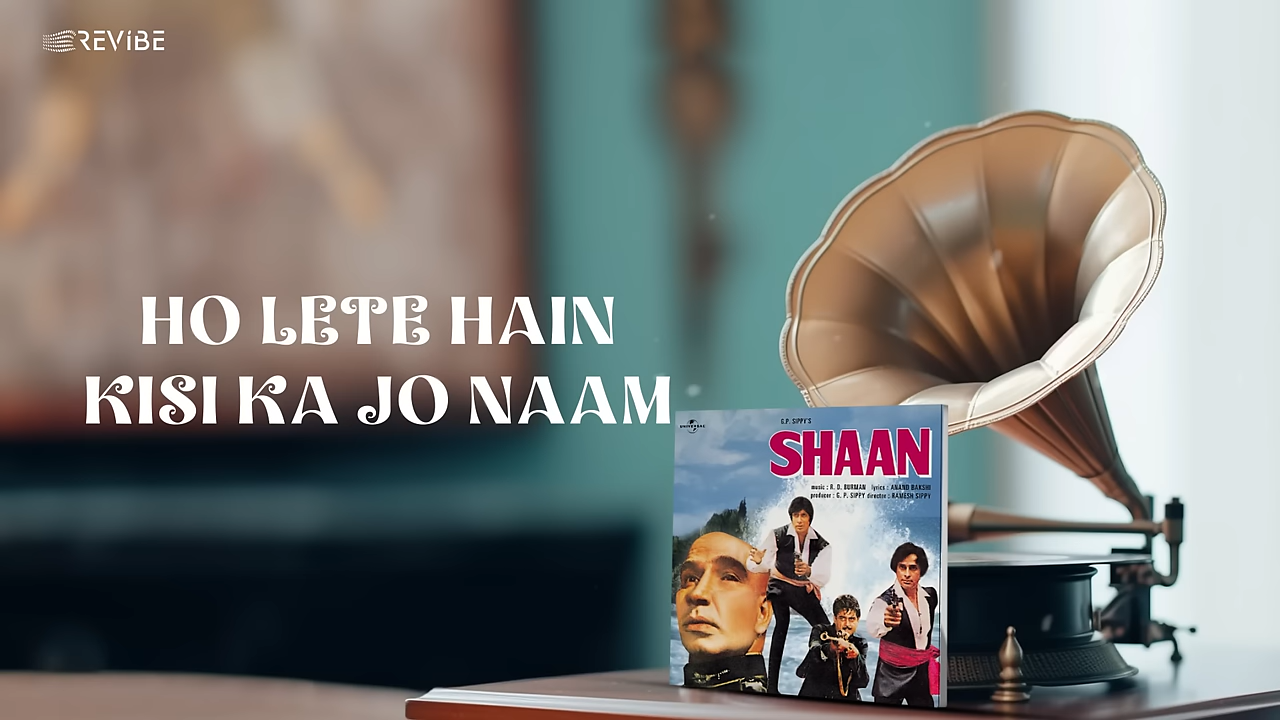 REVIBE
HO LETE HAIN
KISI KA JO NAAM
UNIVERSAL
G.P. SIPPY'S
SHAAN
music : R. D. BURMAN lyrics : ANAND BAKSHI
producer : G. P. SIPPY director : RAMESH SIPPY